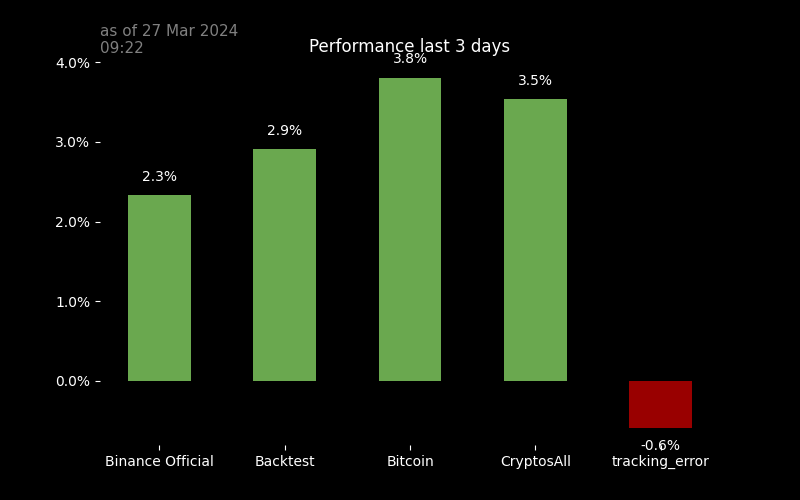 as of 27 Mar 2024
09:22
Performance last 3 days
4.0%
3.0%
2.0%
1.0%
0.0%
2.3%
2.9%
3.8%
3.5%
-0.6%
Binance Official
Backtest
Bitcoin
CryptosAll
tracking_error